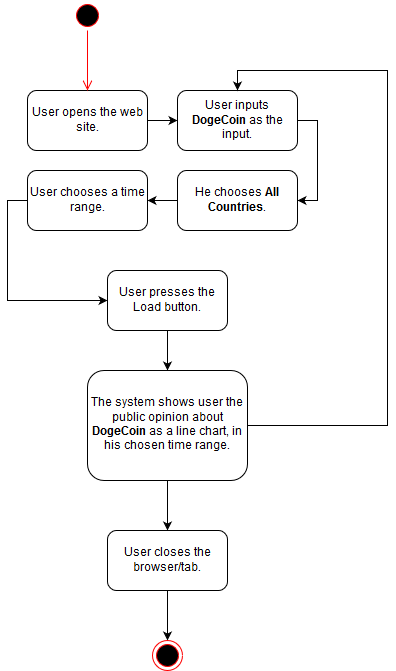 User opens the web
site.
User inputs
DogeCoin as the
input.
He chooses All
Countries.
User chooses a time
range.
User presses the
Load button.
The system shows user the
public opinion about
DogeCoin as a line chart, in
his chosen time range.
User closes the
browser/tab.